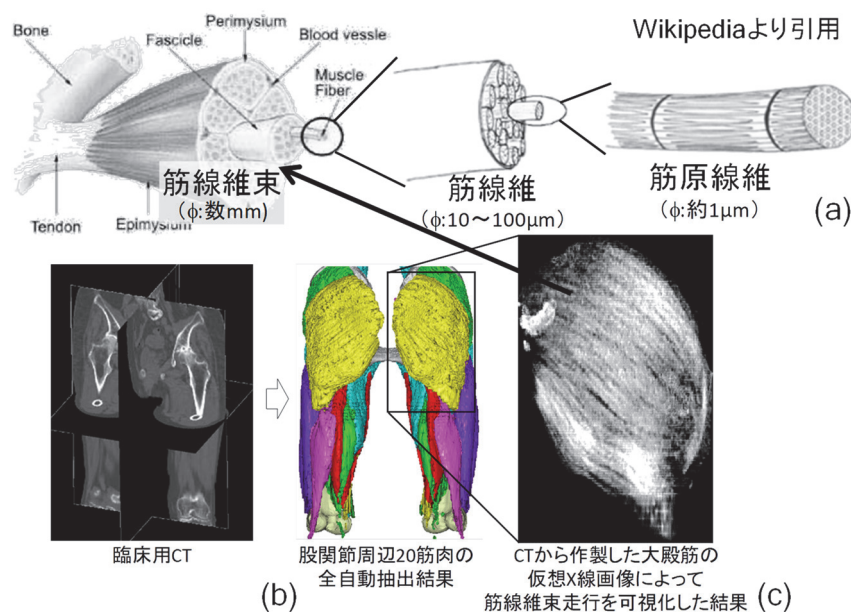 Wikipediaより引用
Bone
Perimysium
Fascicle
Blood vessle
Muscle
Fiber
Tendon
Epimysium
筋線維束
(ϕ:数mm)
筋線維
(ϕ:10～100μm)
筋原線維
(ϕ:約1μm)
(a)
臨床用CT
(b)
股関節周辺20筋肉の
全自動抽出結果
(c)
CTから作製した大殿筋の
仮想X線画像によって
筋線維束走行を可視化した結果